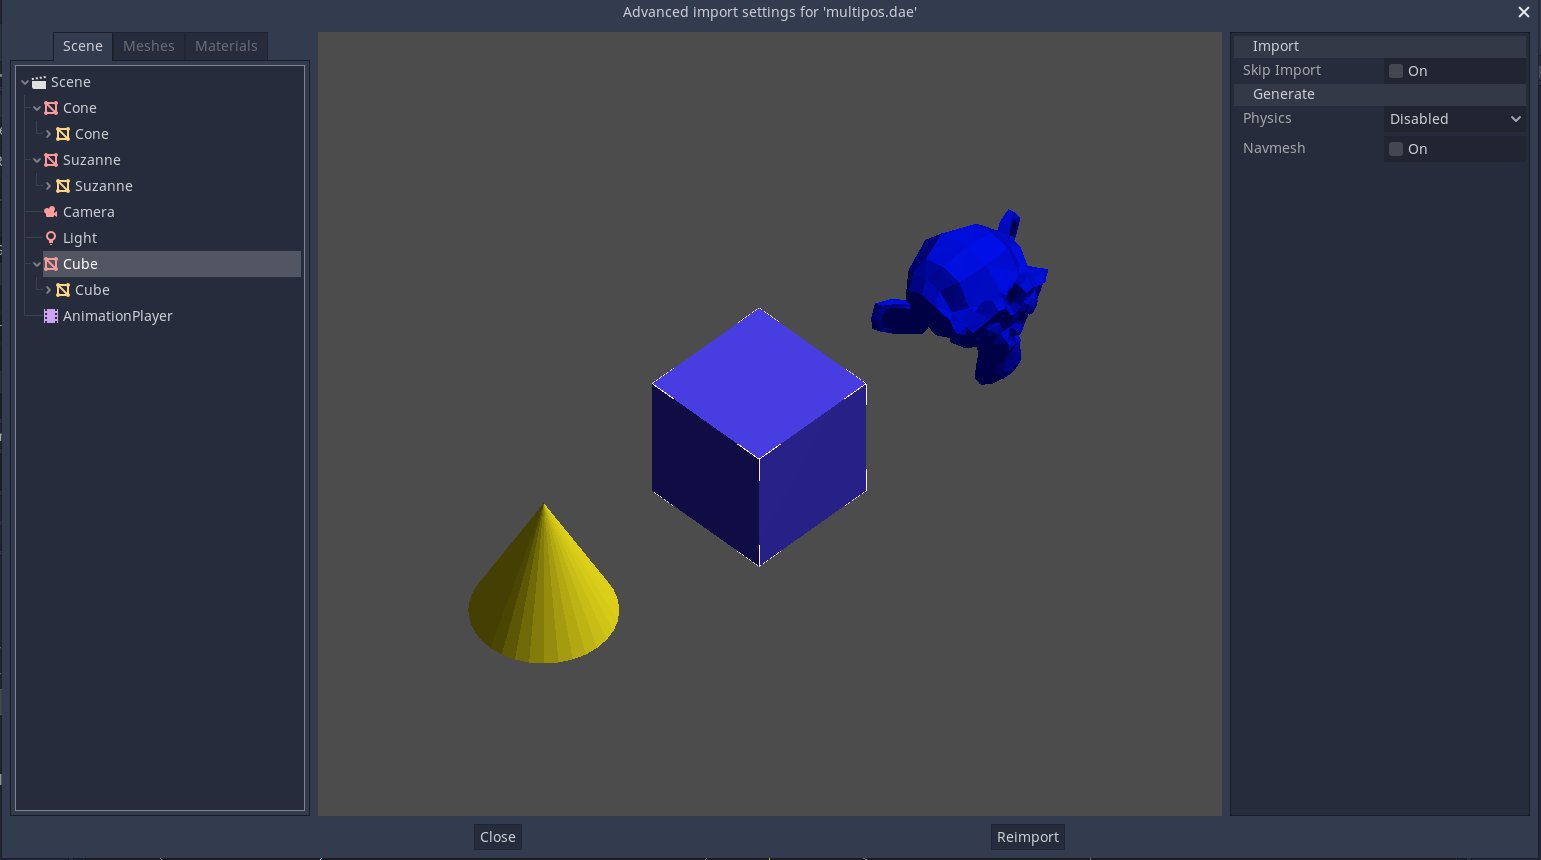 Advanced import settings for 'multipos.dae'
Scene Meshes Materials
Scene
Cone
Cone
Suzanne
Suzanne
Camera
Light
Cube
Cube
AnimationPlayer
Import
Skip Import On
Generate
Physics Disabled
Navmesh On
Close Reimport